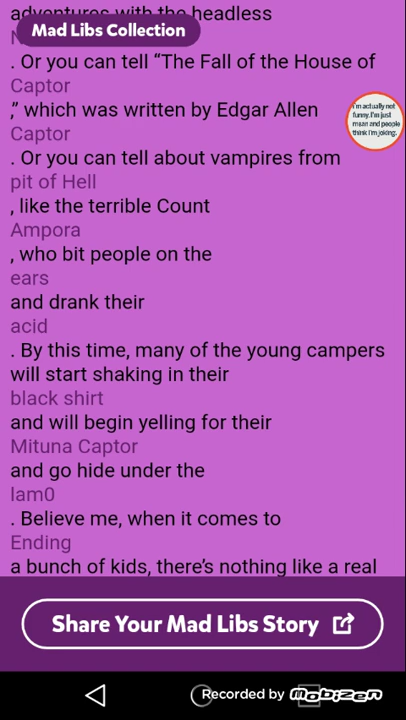 adventures with the headless
Mad Libs Collection
N
. Or you can tell “The Fall of the House of
Captor
,” which was written by Edgar Allen
Captor
I'm actually not
funny. I'm just
mean and people
think I'm joking.
. Or you can tell about vampires from
pit of Hell
, like the terrible Count
Ampora
, who bit people on the
ears
and drank their
acid
. By this time, many of the young campers
will start shaking in their
black shirt
and will begin yelling for their
Mituna Captor
and go hide under the
lam0
. Believe me, when it comes to
Ending
a bunch of kids, there’s nothing like a real
Share Your Mad Libs Story
Recorded by Mobizen